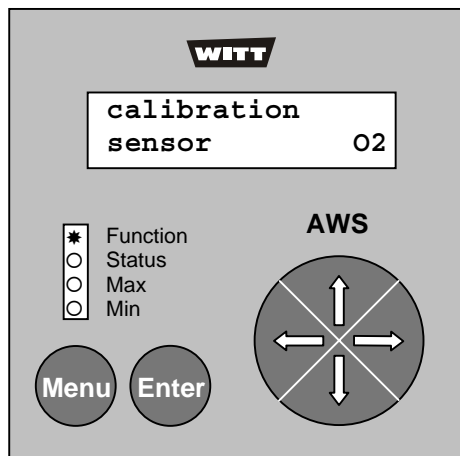 WITT
calibration
sensor O2
AWS
Function
Status
Max
Min
Menu Enter